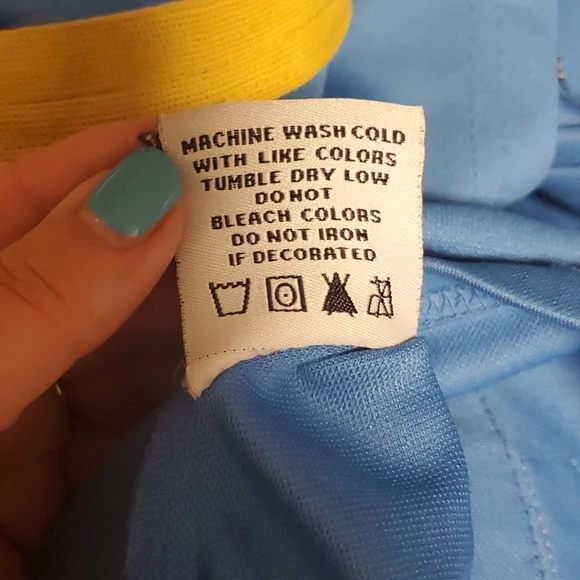 MACHINE WASH COLD
WITH LIKE COLORS
TUMBLE DRY LOW
DO NOT
BLEACH COLORS
DO NOT IRON
IF DECORATED